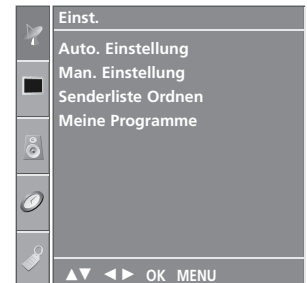 Einst.
Auto. Einstellung
Man. Einstellung
Senderliste Ordnen
Meine Programme
▲▼ ◄► OK MENU